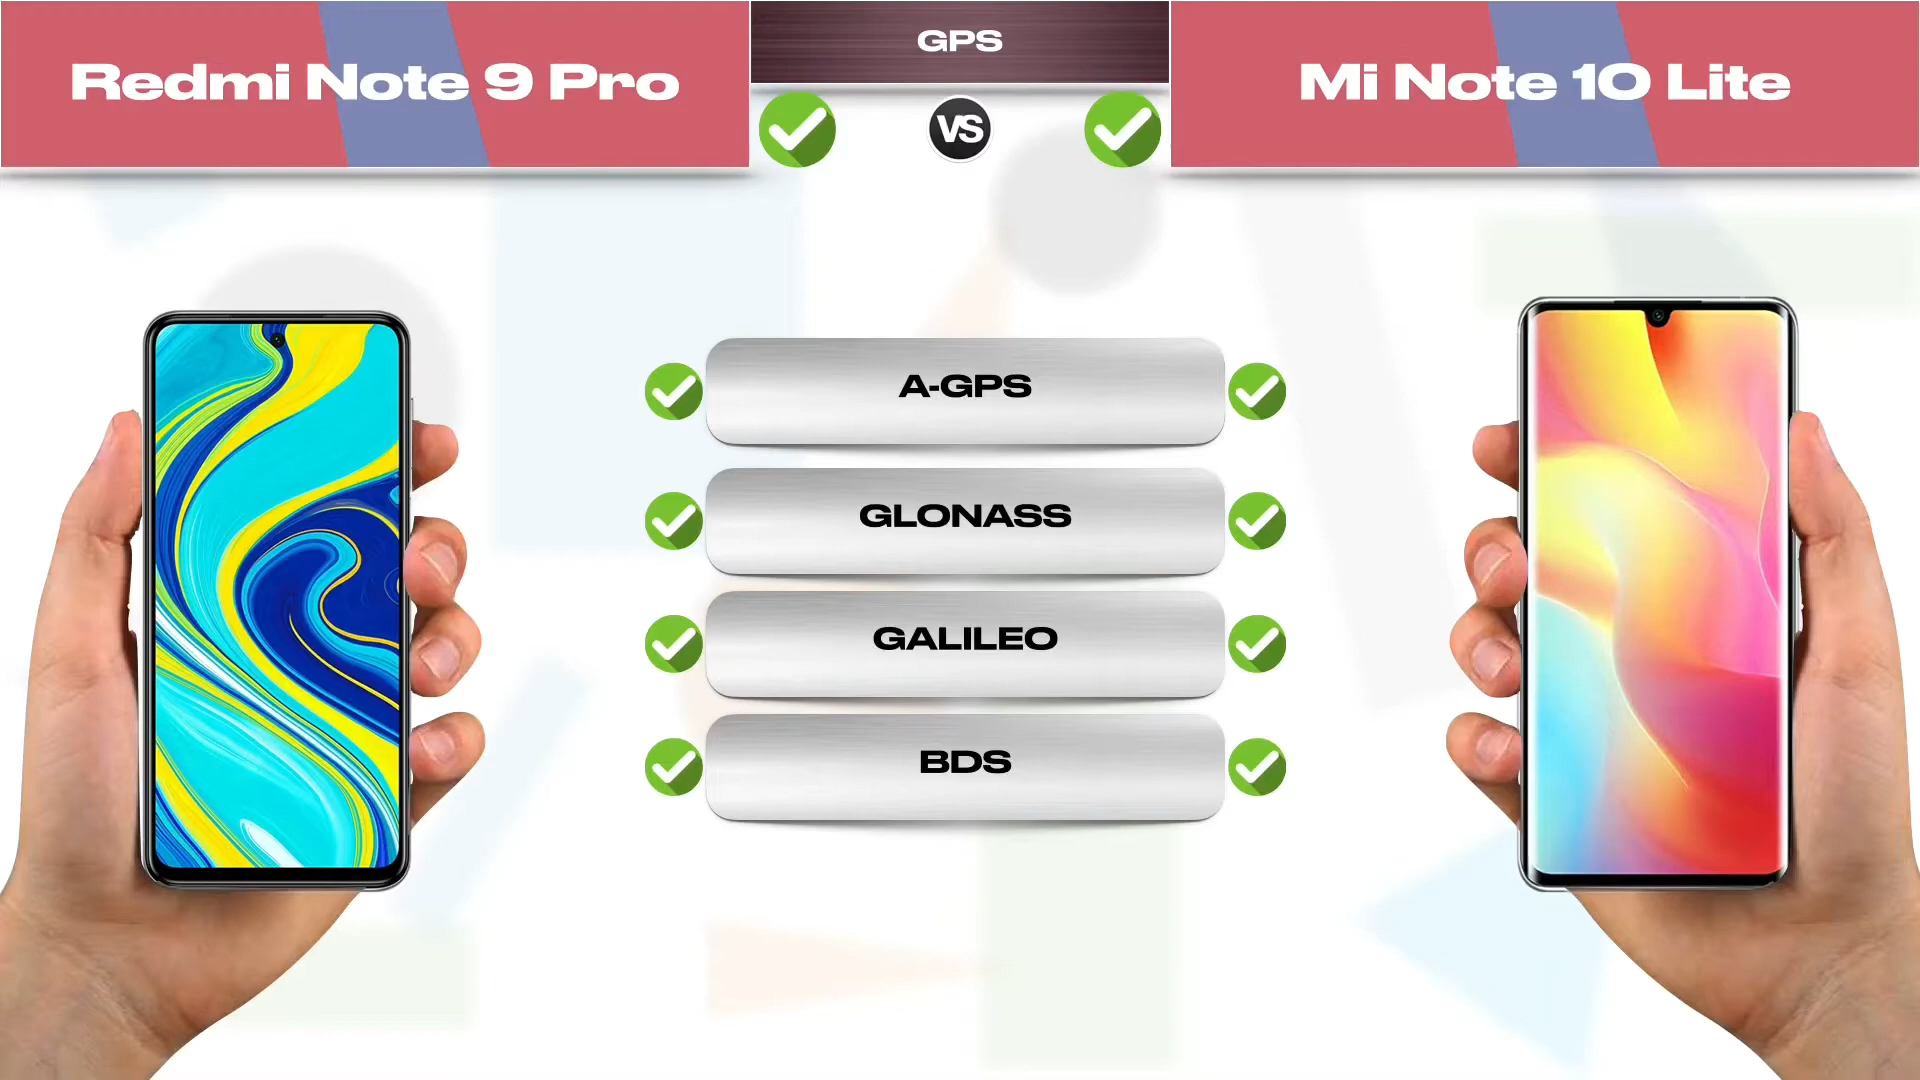 Redmi Note 9 Pro
GPS
VS
Mi Note 10 Lite
A-GPS
GLONASS
GALILEO
BDS